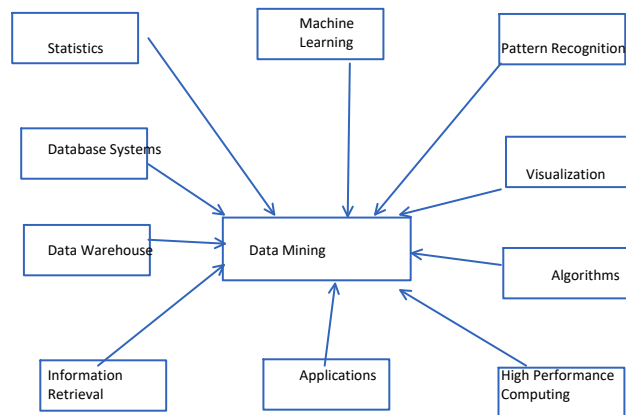 Statistics
Machine
Learning
Pattern Recognition
Database Systems
Visualization
Data Warehouse
Data Mining
Algorithms
Information
Retrieval
Applications
High Performance
Computing